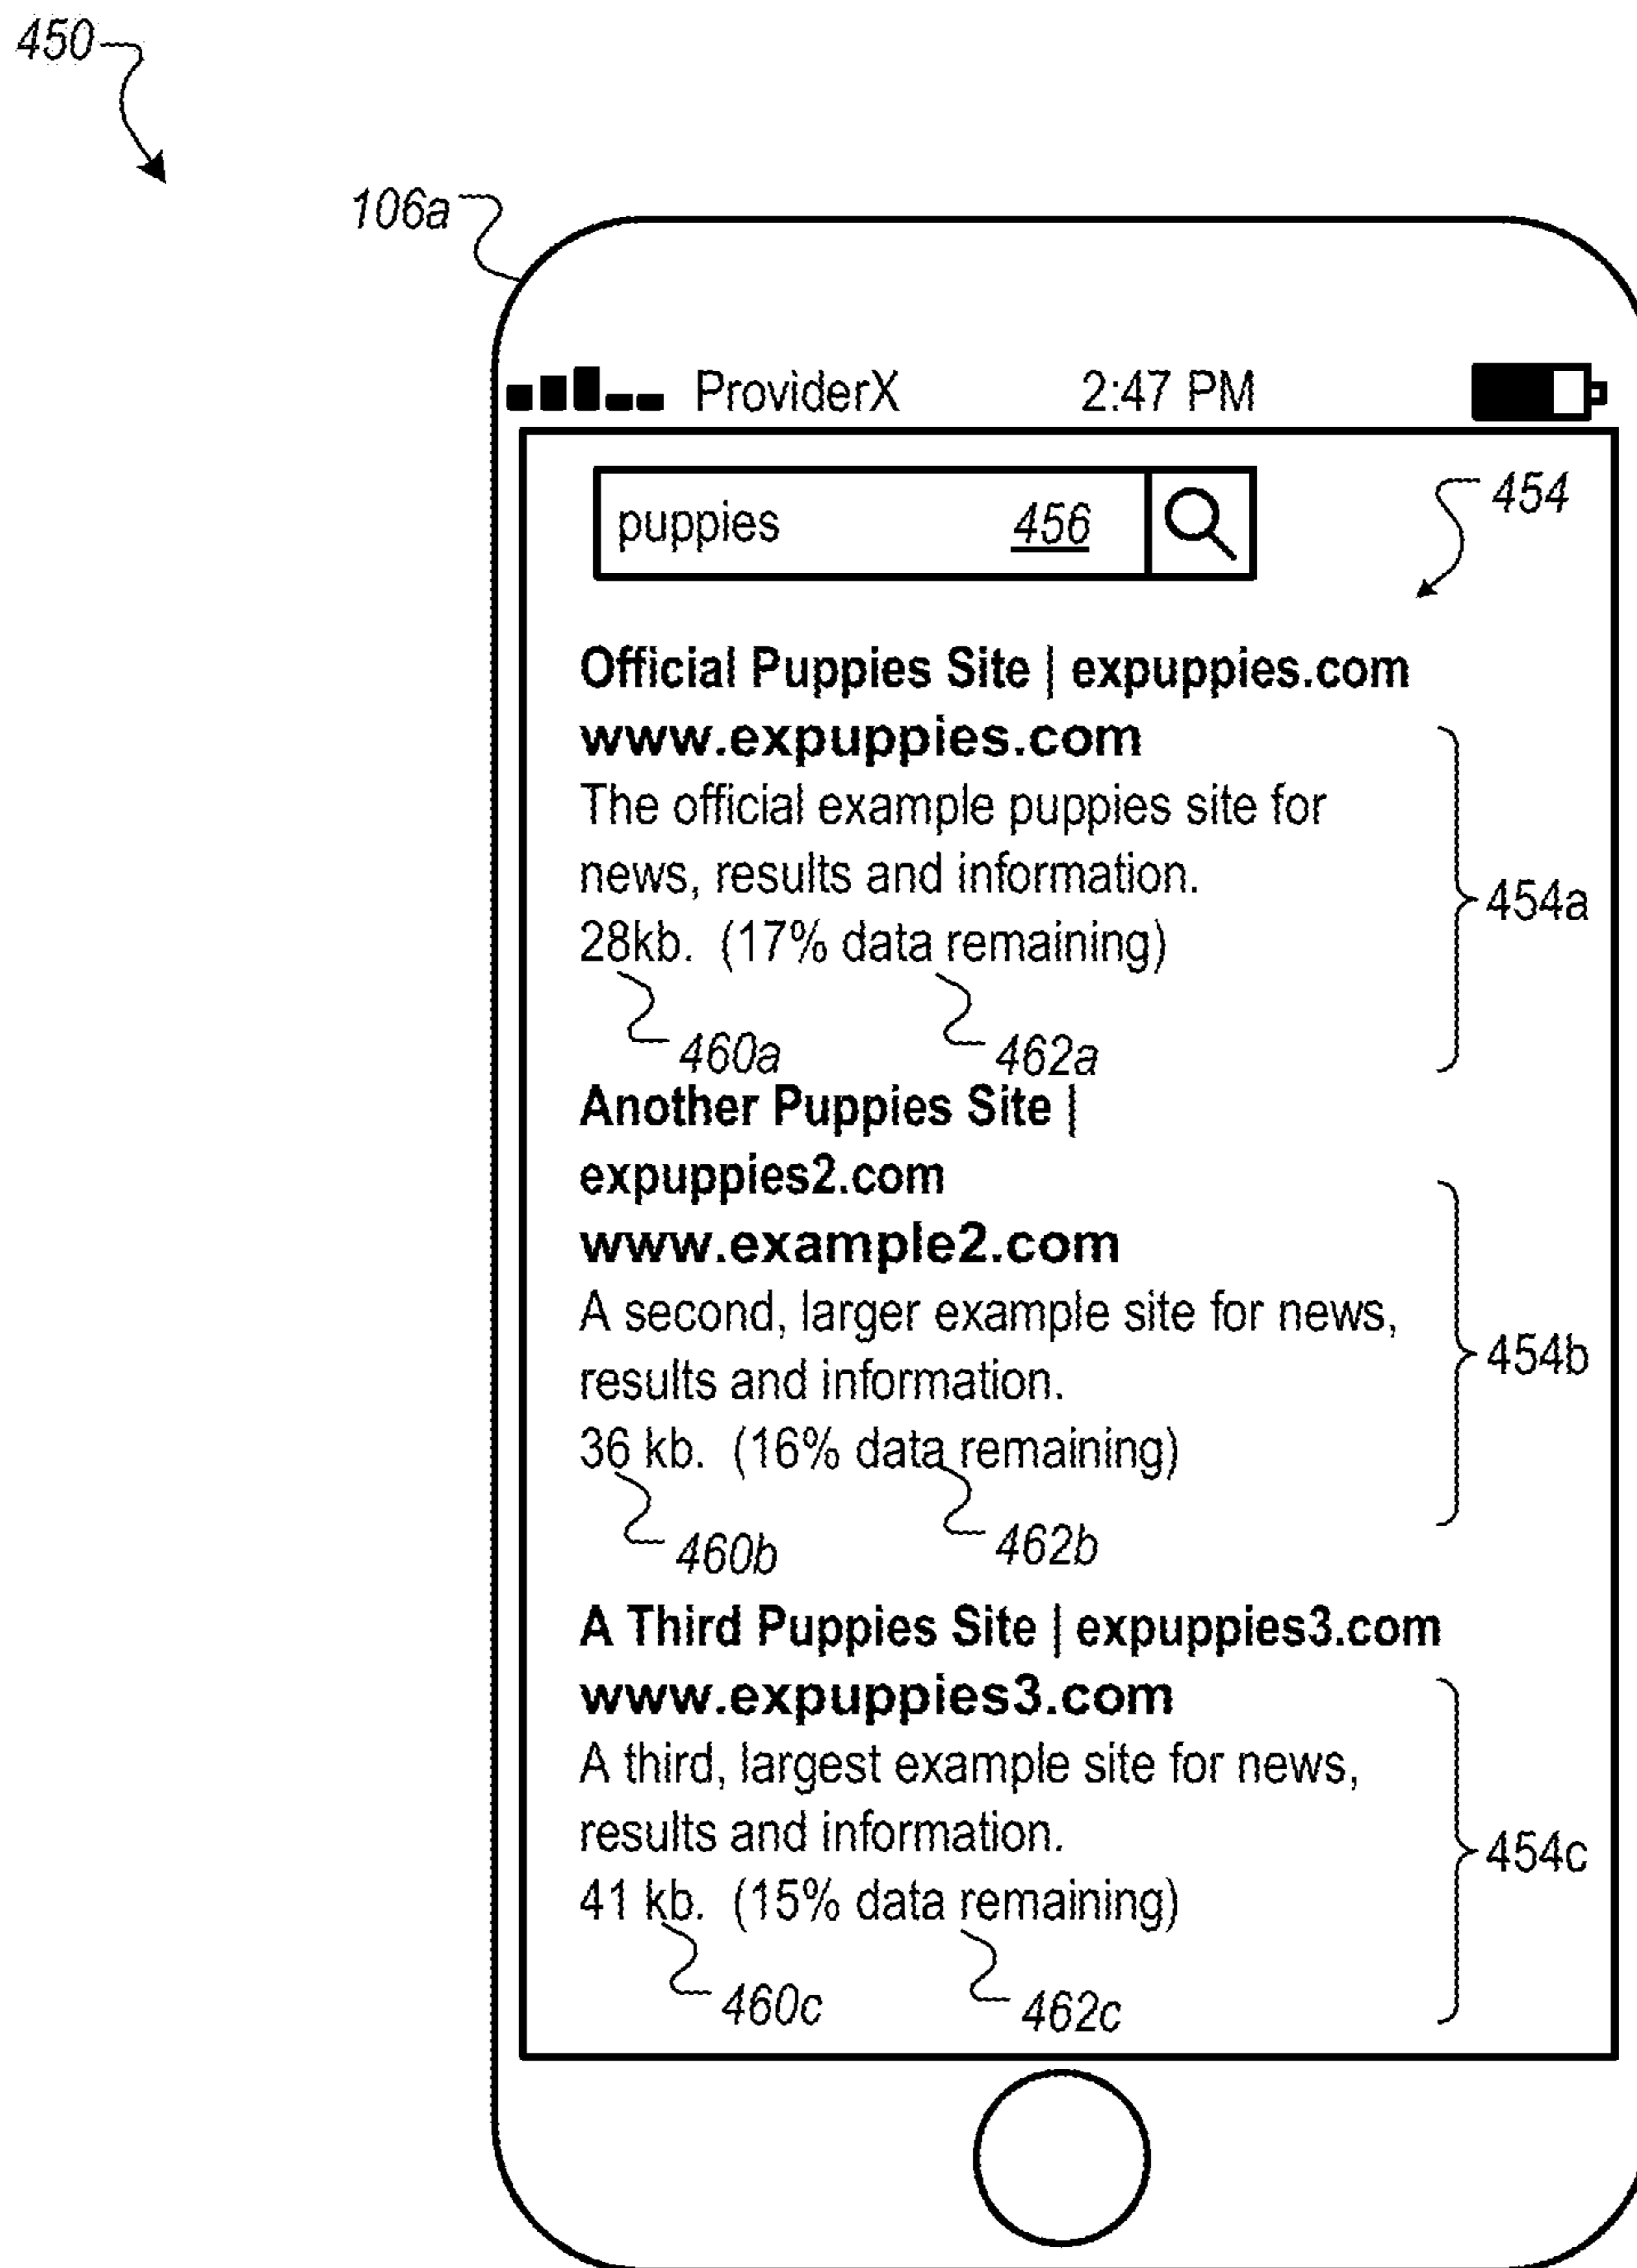 450
106a
ProviderX 2:47 PM
puppies 456
454
Official Puppies Site | expuppies.com
www.expuppies.com
The official example puppies site for
news, results and information.
454a
28kb. (17% data remaining)
460a 462a
Another Puppies Site |
expuppies2.com
www.example2.com
A second, larger example site for news,
454b
results and information.
36 kb. (16% data remaining)
460b 462b
A Third Puppies Site | expuppies3.com
www.expuppies3.com
A third, largest example site for news,
results and information.
454c
41 kb. (15% data remaining)
460c 462c